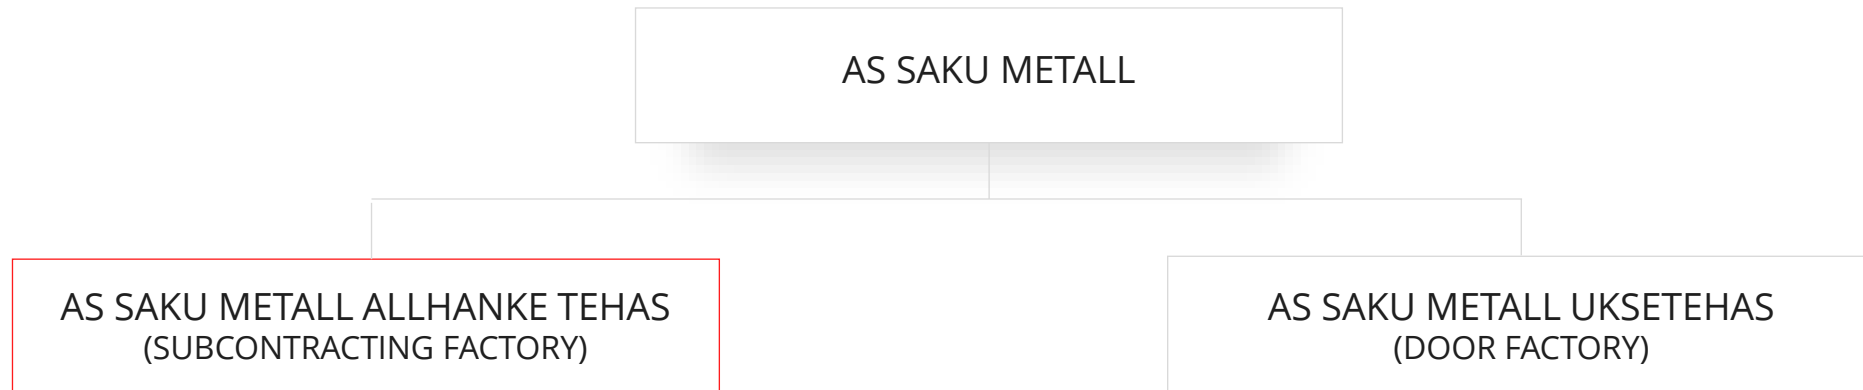 AS SAKU METALL
AS SAKU METALL ALLHANKE TEHAS
(SUBCONTRACTING FACTORY)
AS SAKU METALL UKSETEHAS
(DOOR FACTORY)